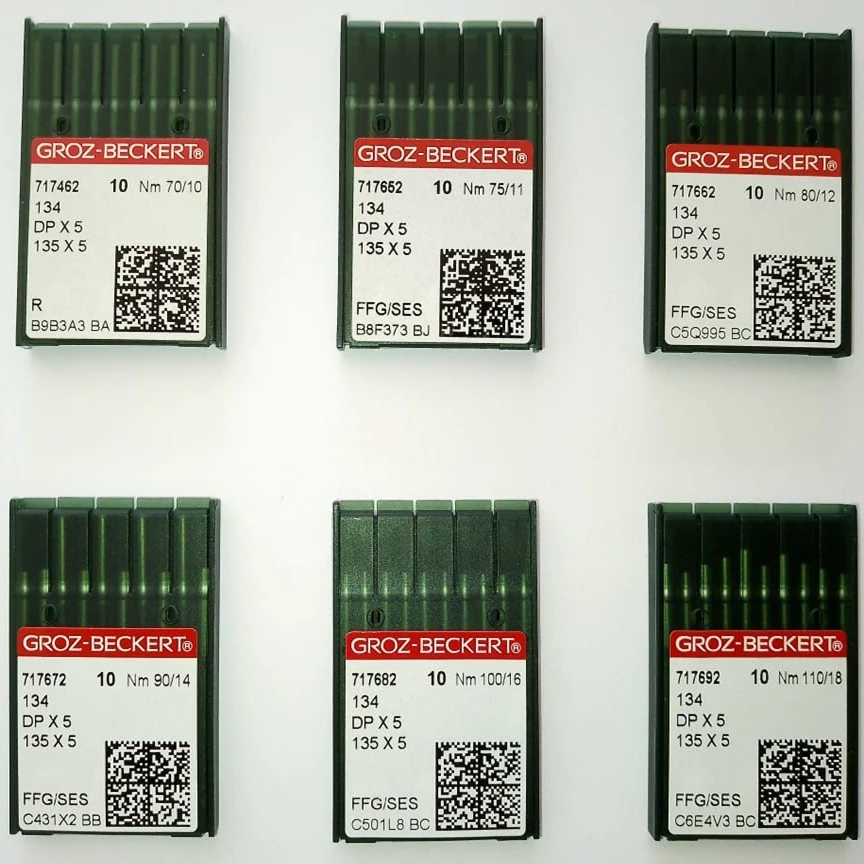 GROZ-BECKERT®
717462 10 Nm 70/10
134
DP X 5
135 X 5
R
B9B3A3 BA
GROZ-BECKERT®
717652 10 Nm 75/11
134
DP X 5
135 X 5
FFG/SES
B8F373 BJ
GROZ-BECKERT®
717662 10 Nm 80/12
134
DP X 5
135 X 5
FFG/SES
C5Q995 BC
GROZ-BECKERT®
717672 10 Nm 90/14
134
DP X 5
135 X 5
FFG/SES
C431X2 BB
GROZ-BECKERT®
717682 10 Nm 100/16
134
DP X 5
135 X 5
FFG/SES
C501L8 BC
GROZ-BECKERT®
717692 10 Nm 110/18
134
DP X 5
135 X 5
FFG/SES
C6E4V3 BC